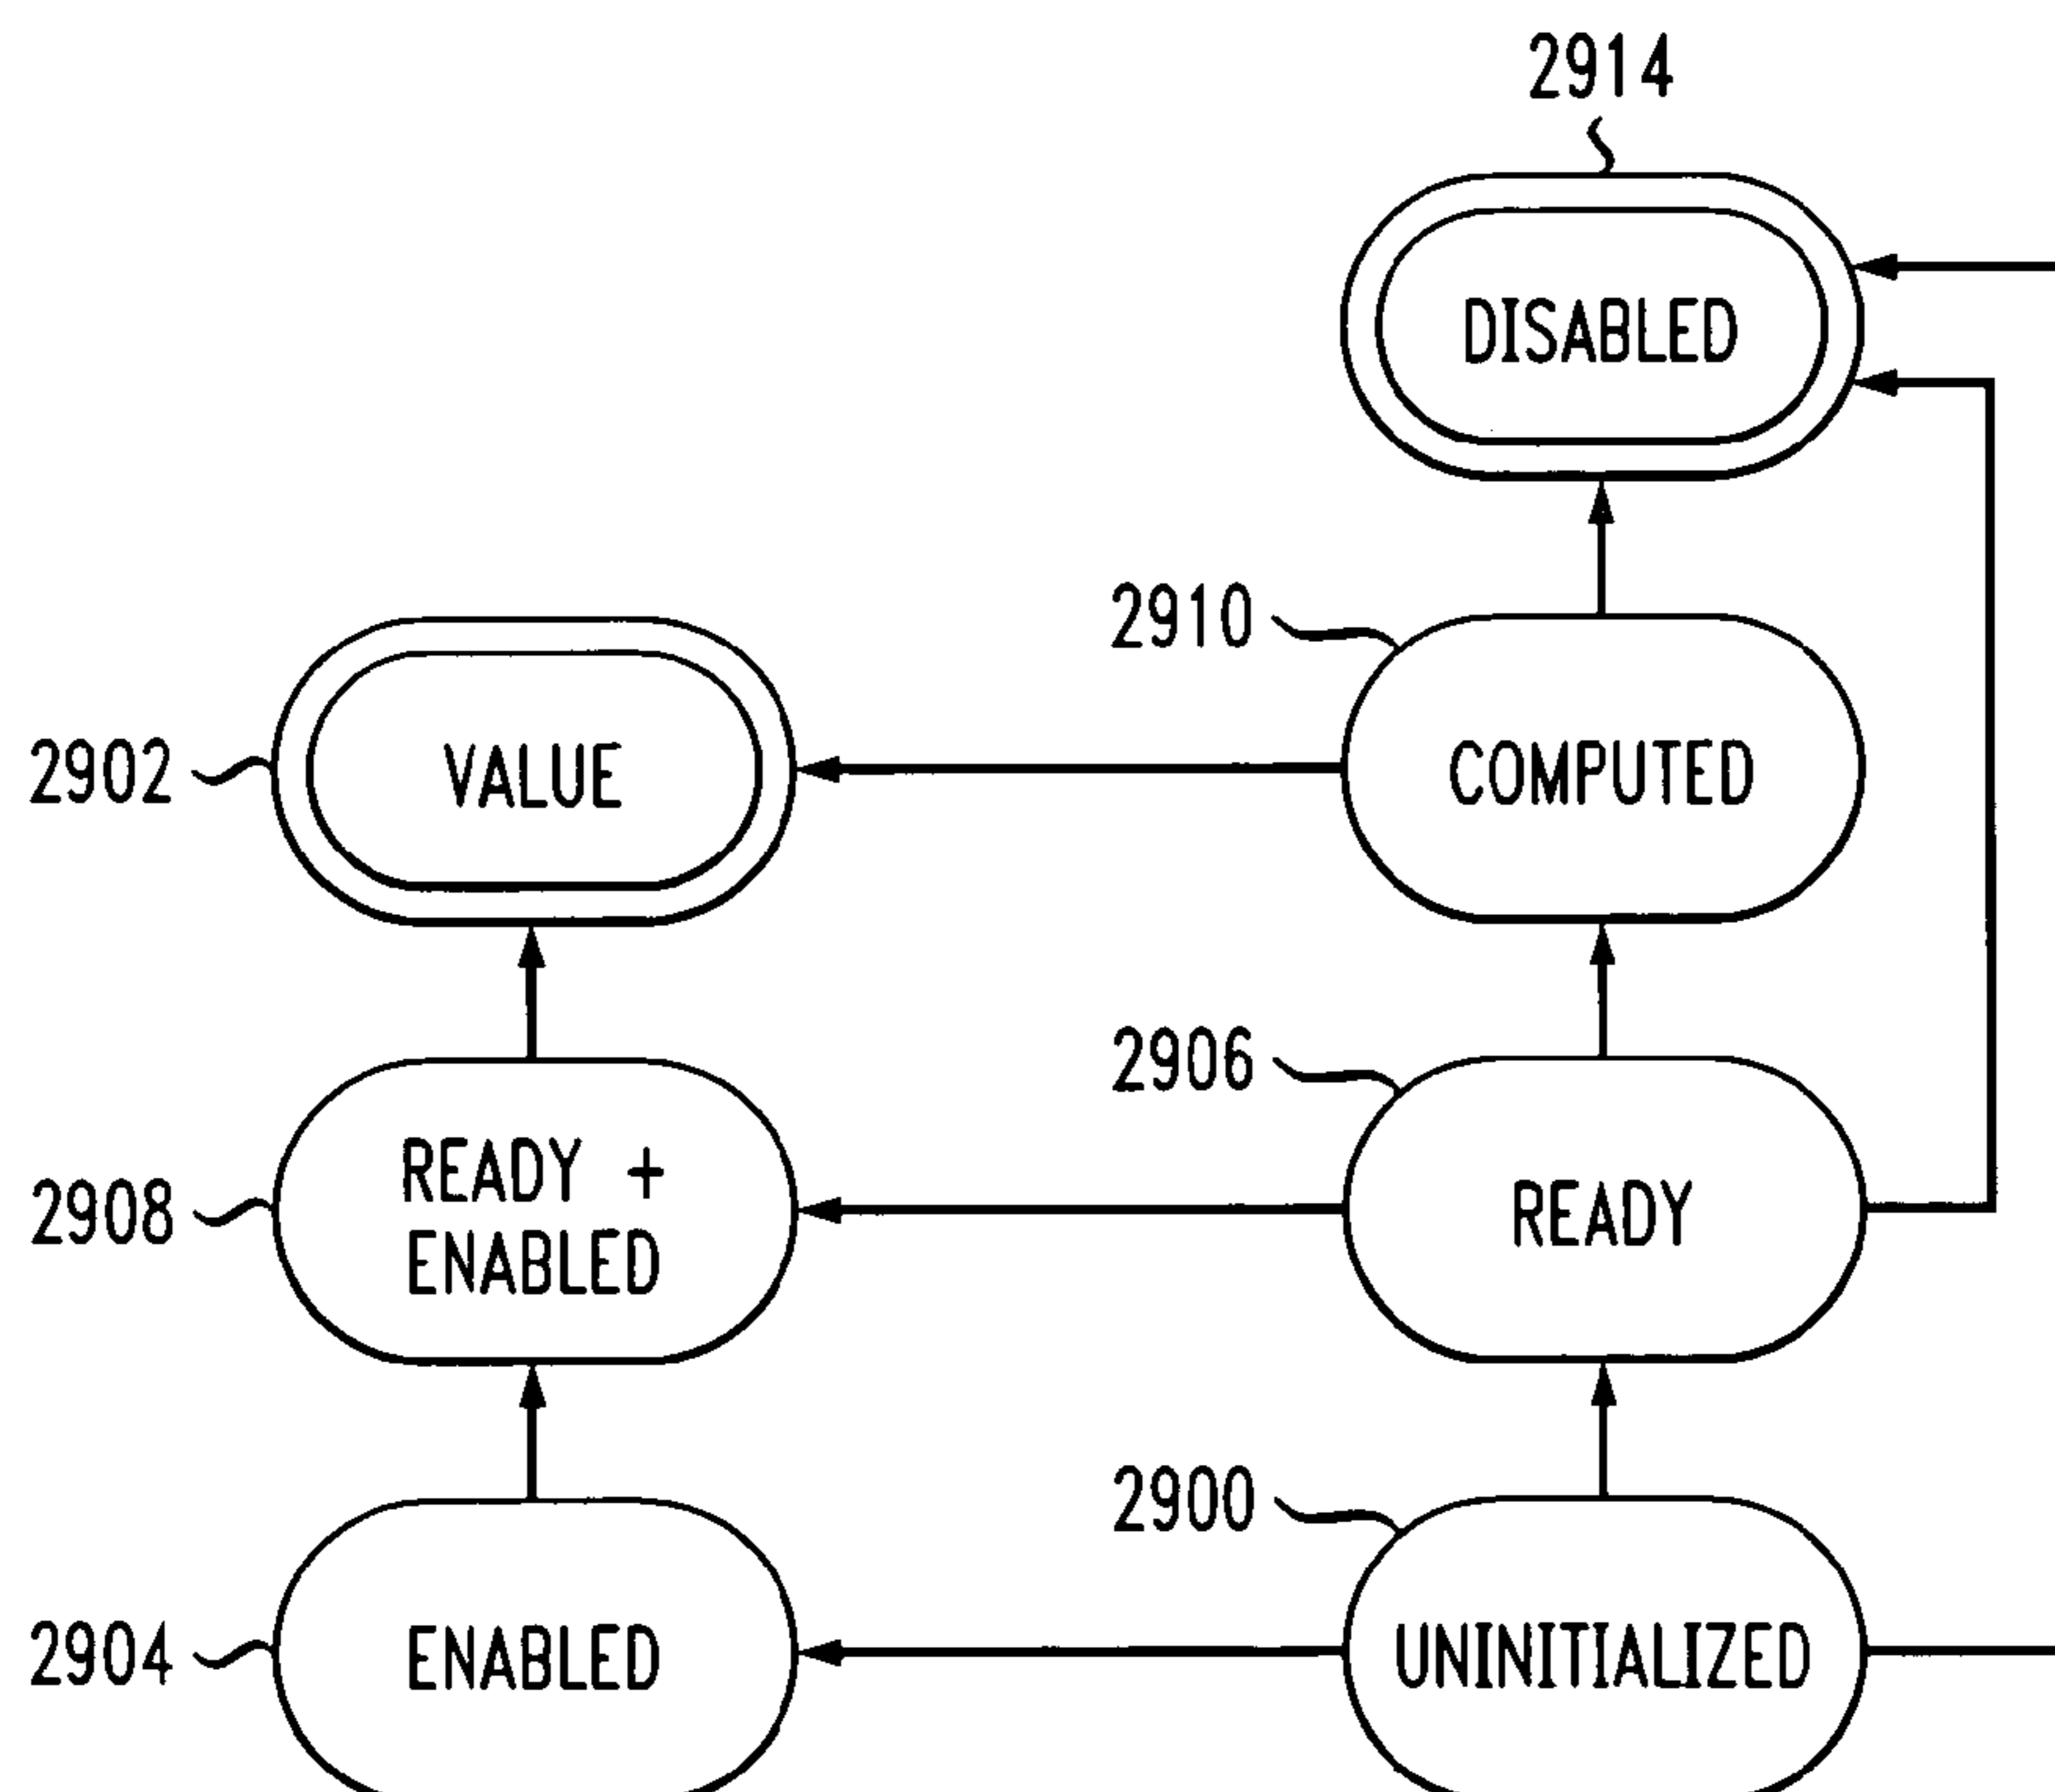 2914
DISABLED
2910
2902
VALUE
COMPUTED
2906
2908
READY +
ENABLED
READY
2900
2904
ENABLED
UNINITIALIZED